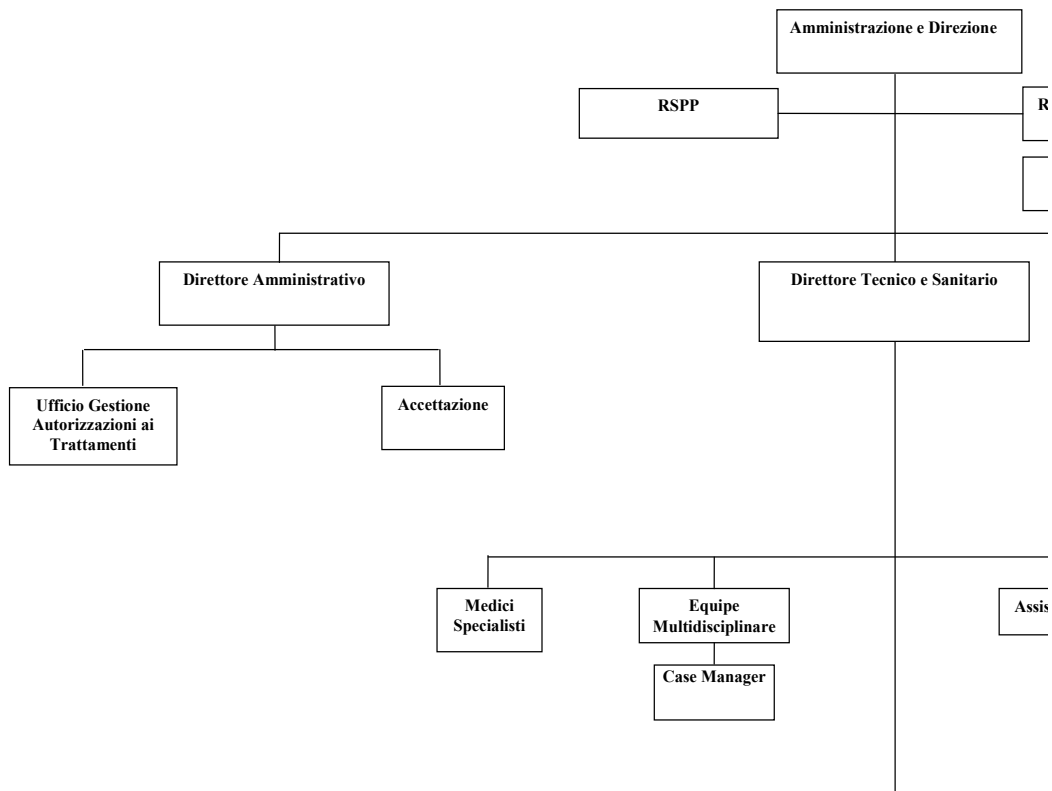 Amministrazione e Direzione
RSPP
R
Direttore Amministrativo
Direttore Tecnico e Sanitario
Ufficio Gestione
Autorizzazioni ai
Trattamenti
Accettazione
Medici
Specialisti
Equipe
Multidisciplinare
Assis
Case Manager